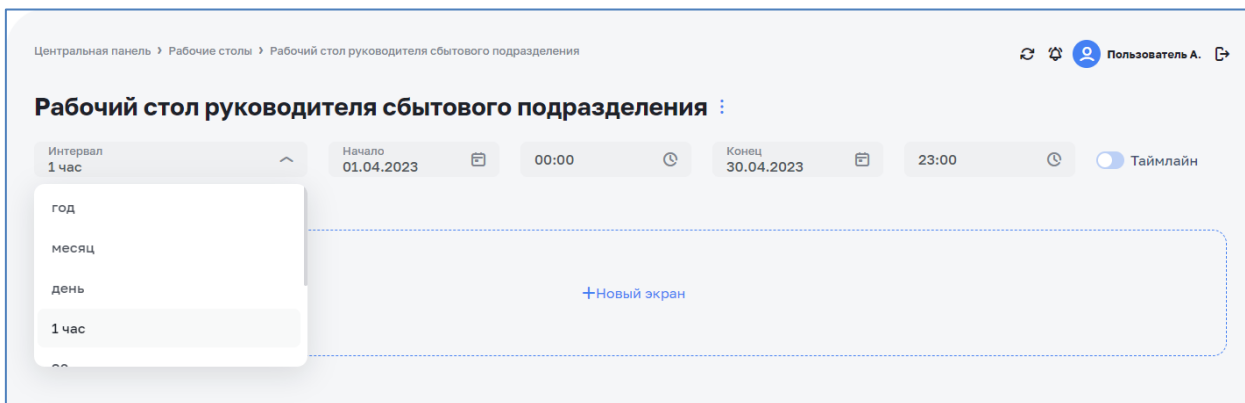 Центральная панель > Рабочие столы > Рабочий стол руководителя сбытового подразделения
Пользователь А.
Рабочий стол руководителя сбытового подразделения
Интервал
1 час
Начало
01.04.2023
00:00
Конец
30.04.2023
23:00
Таймлайн
год
месяц
день
1 час
+Новый экран